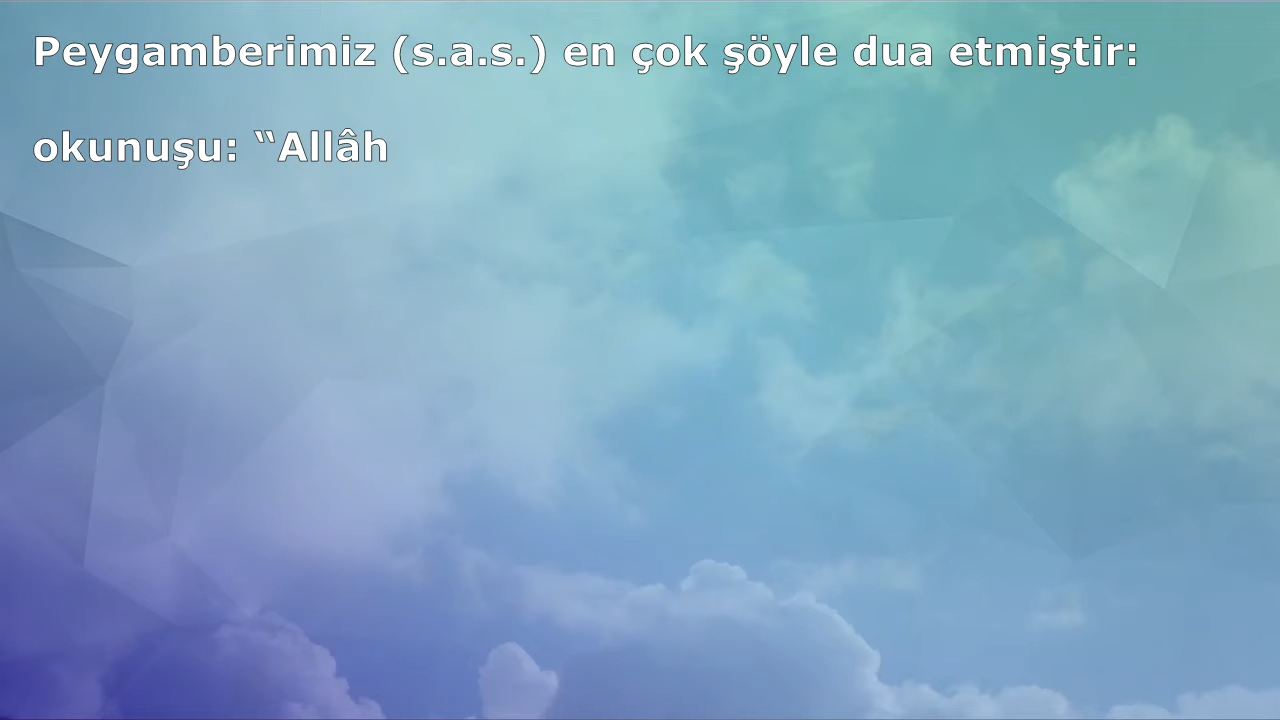 Peygamberimiz (s.a.s.) en çok şöyle dua etmiştir:
okunuşu: “Allâh